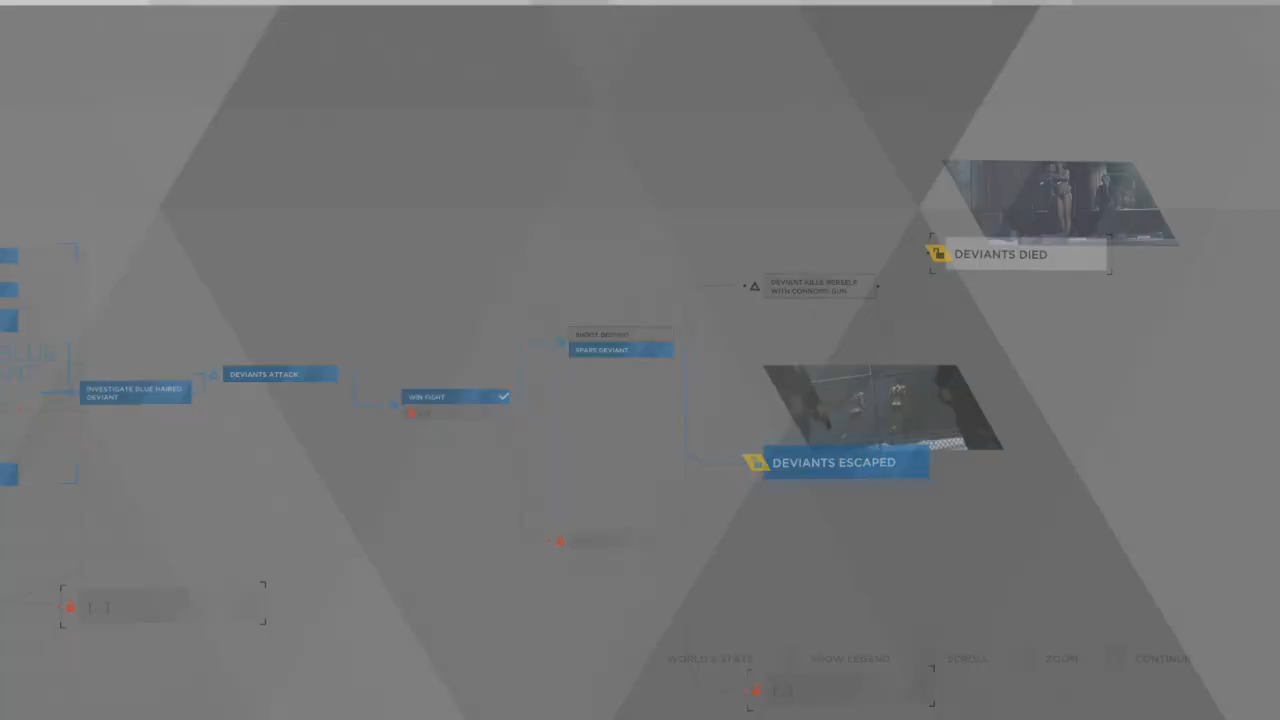 DEVIANTS DIED
DEVIANT KILLS HERSELF
WITH CONNOR'S GUN
SHOOT DEVIANT
SPARE DEVIANT
DEVIANTS ATTACK
INVESTIGATE BLUE HAIRED
DEVIANT
WIN FIGHT
DEVIANTS ESCAPED
[...]
WORLD'S STATS
SHOW LEGEND
SCROLL
ZOOM
CONTINUE